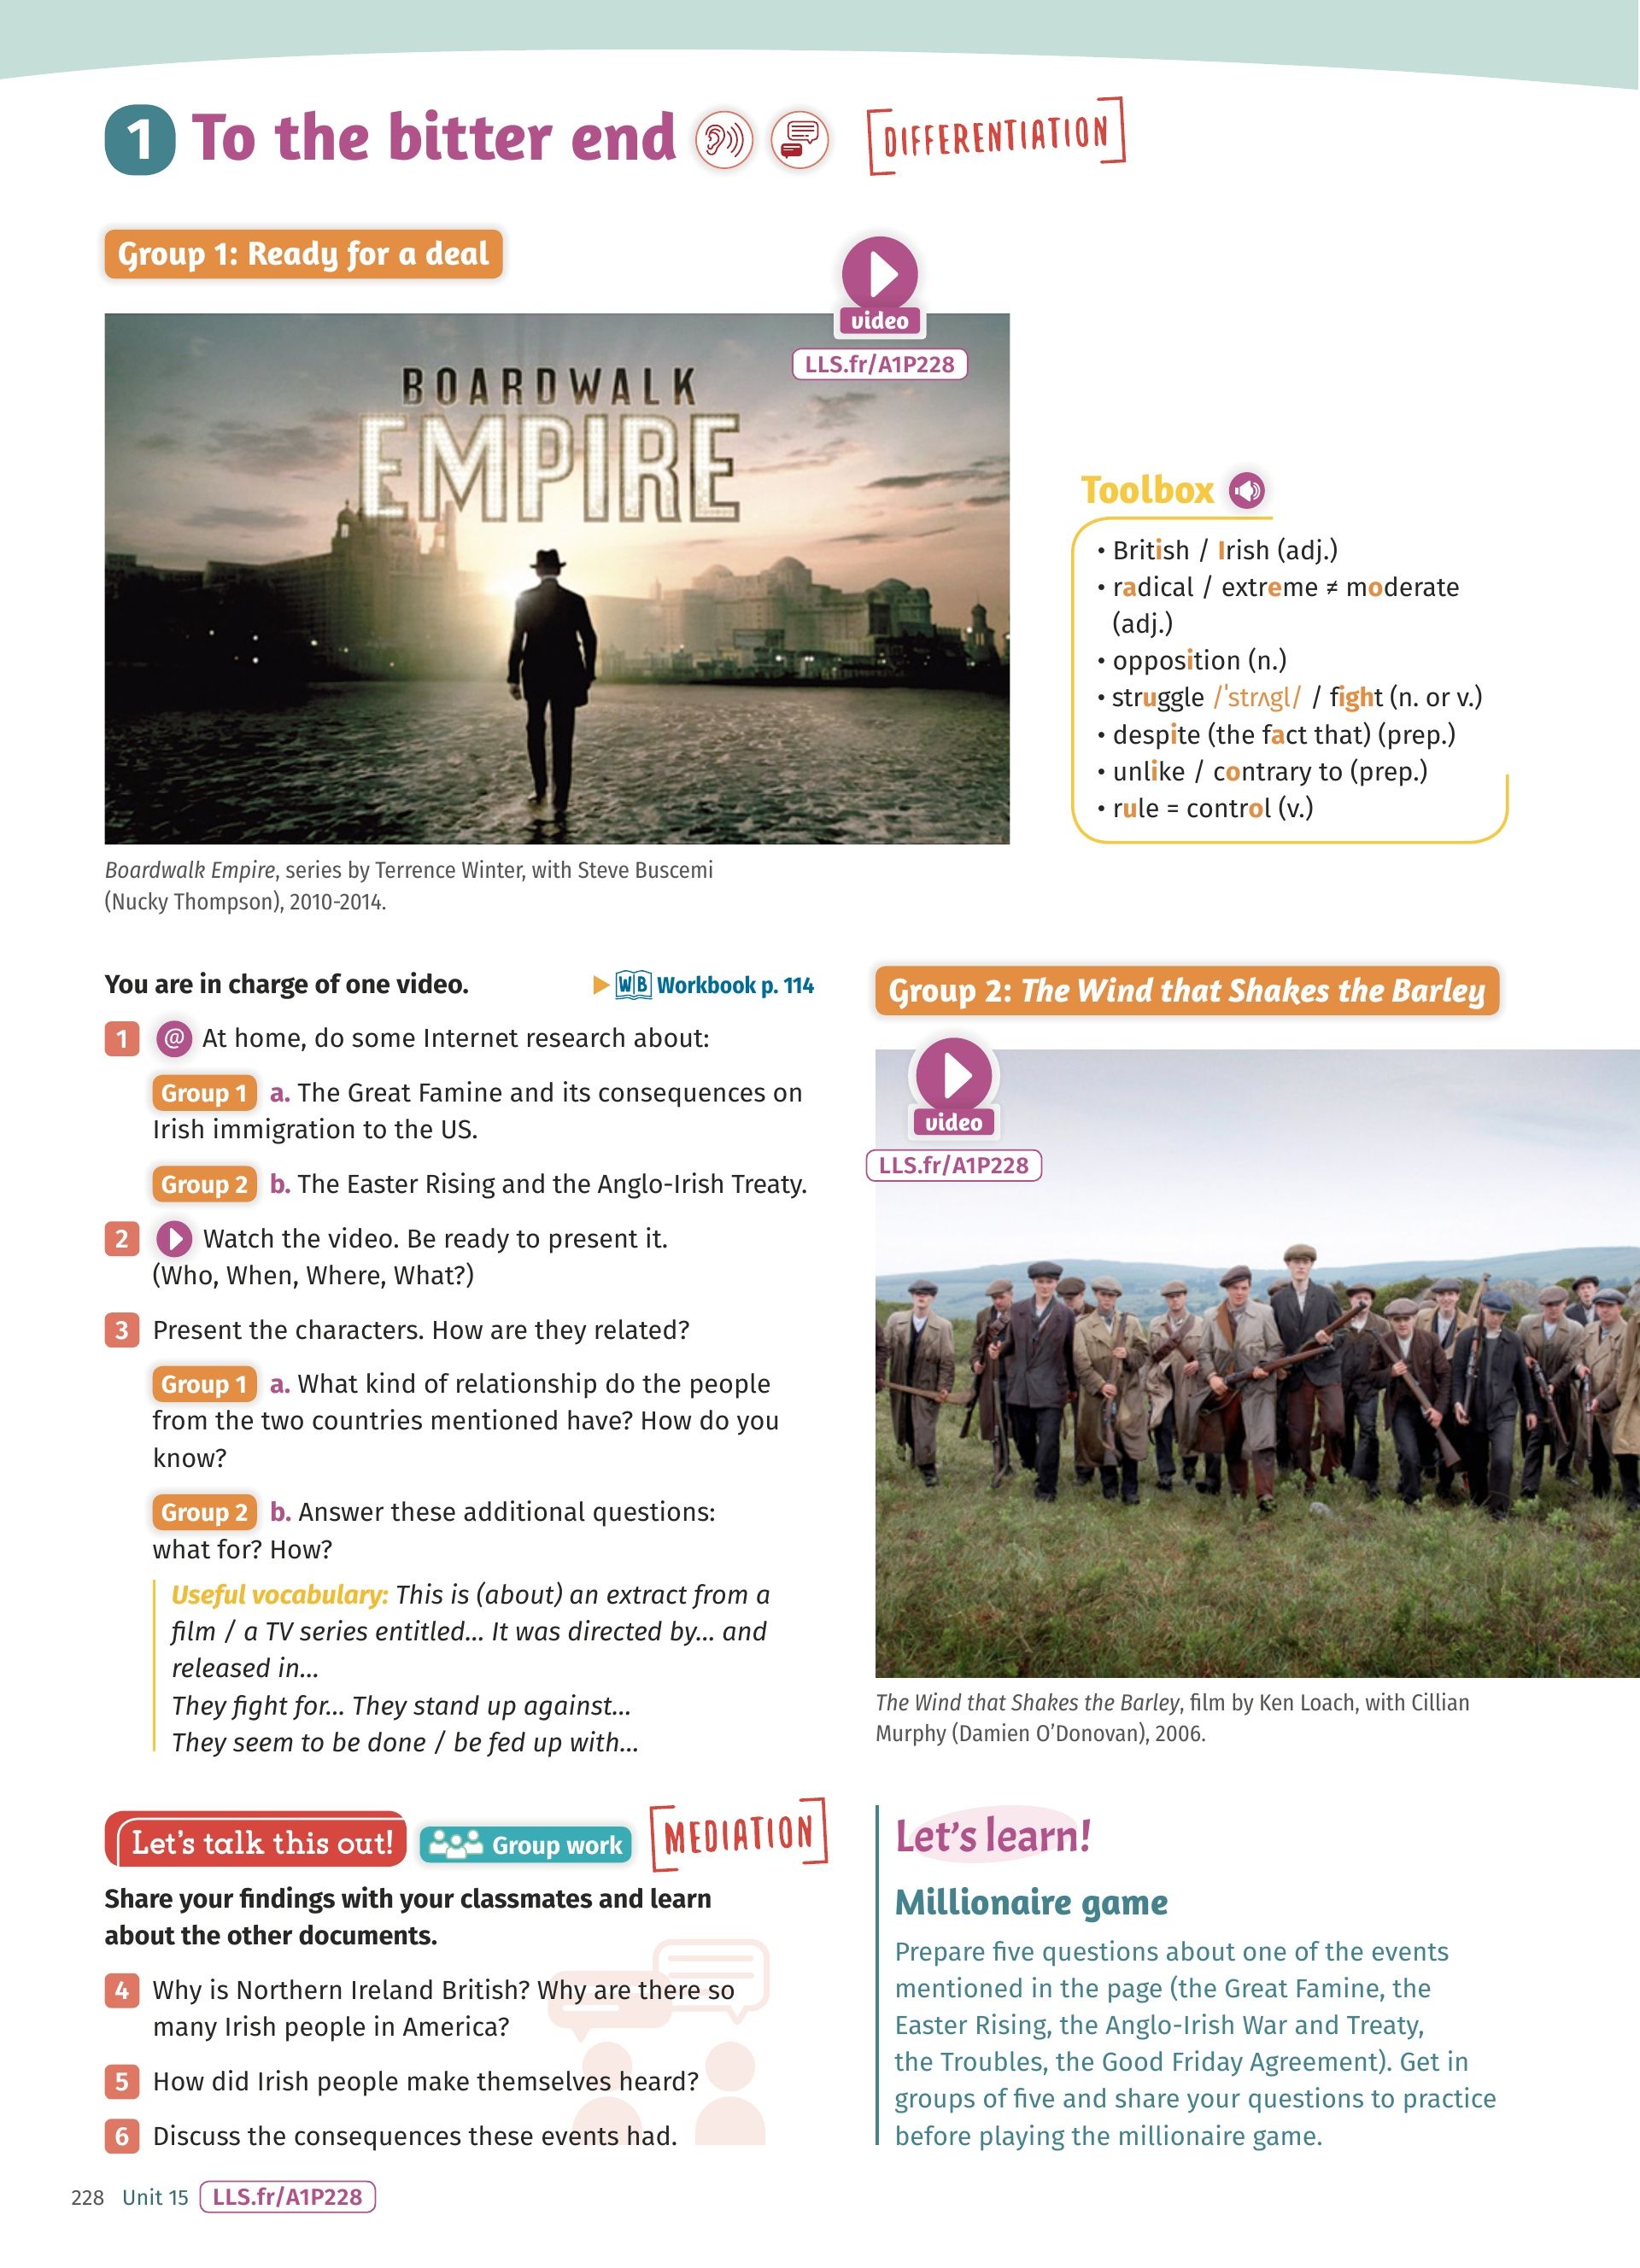 1 To the bitter end
DIFFERENTIATION
Group 1: Ready for a deal
video
LLS.fr/A1P228
BOARDWALK
EMPIRE
Boardwalk Empire, series by Terrence Winter, with Steve Buscemi
(Nucky Thompson), 2010-2014.
Toolbox
• British / Irish (adj.)
• radical / extreme ≠ moderate
(adj.)
• opposition (n.)
• struggle /ˈstrʌgl/ / fight (n. or v.)
• despite (the fact that) (prep.)
• unlike / contrary to (prep.)
• rule = control (v.)
You are in charge of one video.
WB Workbook p. 114
1 @ At home, do some Internet research about:
Group 1 a. The Great Famine and its consequences on
Irish immigration to the US.
Group 2 b. The Easter Rising and the Anglo-Irish Treaty.
2 Watch the video. Be ready to present it.
(Who, When, Where, What?)
3 Present the characters. How are they related?
Group 1 a. What kind of relationship do the people
from the two countries mentioned have? How do you
know?
Group 2 b. Answer these additional questions:
what for? How?
Useful vocabulary: This is (about) an extract from a
film / a TV series entitled... It was directed by... and
released in...
They fight for... They stand up against...
They seem to be done / be fed up with...
Group 2: The Wind that Shakes the Barley
video
LLS.fr/A1P228
The Wind that Shakes the Barley, film by Ken Loach, with Cillian
Murphy (Damien O'Donovan), 2006.
Let's talk this out!
Group work
MEDIATION
Share your findings with your classmates and learn
about the other documents.
4 Why is Northern Ireland British? Why are there so
many Irish people in America?
5 How did Irish people make themselves heard?
6 Discuss the consequences these events had.
Let's learn!
Millionaire game
Prepare five questions about one of the events
mentioned in the page (the Great Famine, the
Easter Rising, the Anglo-Irish War and Treaty,
the Troubles, the Good Friday Agreement). Get in
groups of five and share your questions to practice
before playing the millionaire game.
228 Unit 15 LLS.fr/A1P228